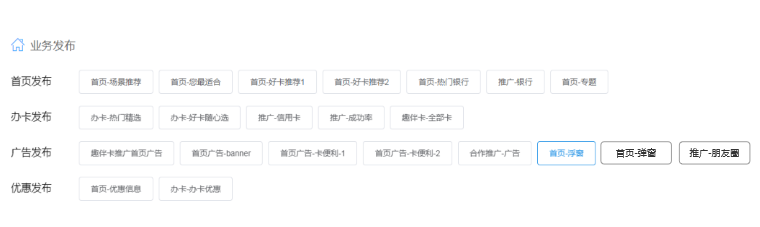 业务发布
首页发布 首页-场景推荐 首页-您最适合 首页-好卡推荐1 首页-好卡推荐2 首页-热门银行 推广-银行 首页-专题
办卡发布 办卡-热门精选 办卡-好卡随心选 推广-信用卡 推广-成功率 趣伴卡-全部卡
广告发布 趣伴卡推广首页广告 首页广告-banner 首页广告-卡便利-1 首页广告-卡便利-2 合作推广-广告 首页-浮窗 首页-弹窗 推广-朋友圈
优惠发布 首页-优惠信息 办卡-办卡优惠